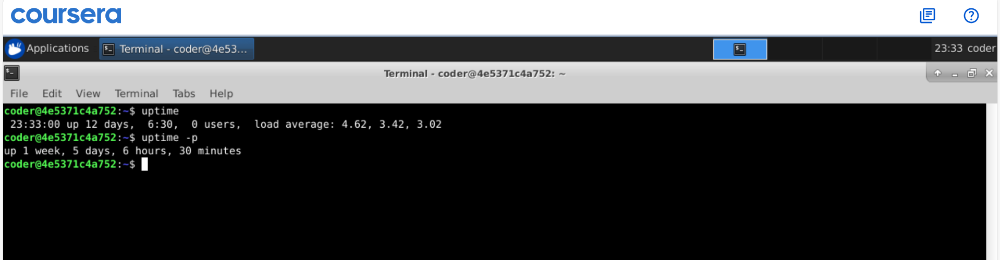 coursera
Applications
Terminal - coder@4e53...
23:33 coder
Terminal - coder@4e5371c4a752: ~
File Edit View Terminal Tabs Help
coder@4e5371c4a752:~$ uptime
 23:33:00 up 12 days,  6:30,  0 users,  load average: 4.62, 3.42, 3.02
coder@4e5371c4a752:~$ uptime -p
up 1 week, 5 days, 6 hours, 30 minutes
coder@4e5371c4a752:~$